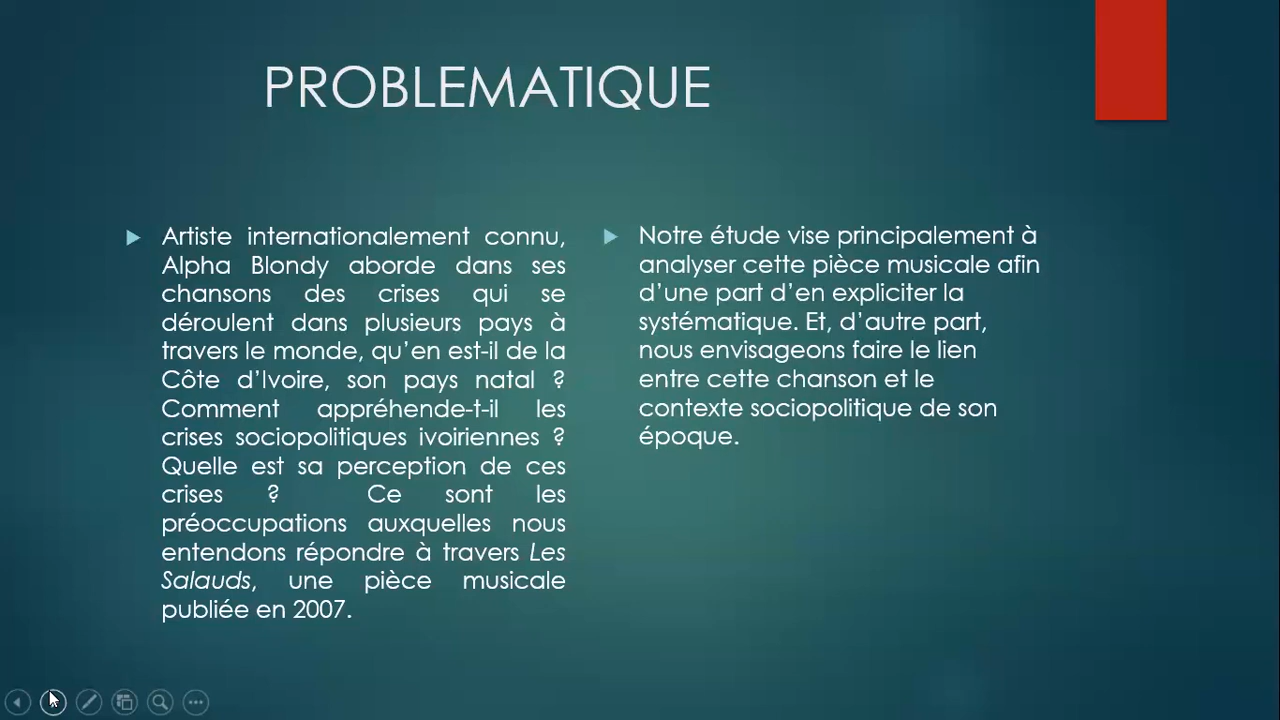 PROBLEMATIQUE
Artiste internationalement connu,
Alpha Blondy aborde dans ses
chansons des crises qui se
déroulent dans plusieurs pays à
travers le monde, qu’en est-il de la
Côte d’Ivoire, son pays natal ?
Comment appréhende-t-il les
crises sociopolitiques ivoiriennes ?
Quelle est sa perception de ces
crises ? Ce sont les
préoccupations auxquelles nous
entendons répondre à travers Les
Salauds, une pièce musicale
publiée en 2007.
Notre étude vise principalement à
analyser cette pièce musicale afin
d’une part d’en expliciter la
systématique. Et, d’autre part,
nous envisageons faire le lien
entre cette chanson et le
contexte sociopolitique de son
époque.